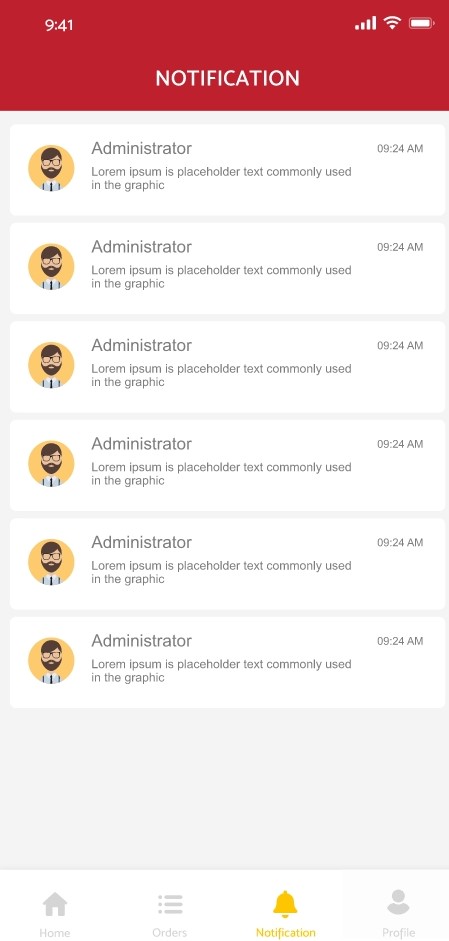 9:41
NOTIFICATION
Administrator
09:24 AM
Lorem ipsum is placeholder text commonly used
in the graphic
Administrator
09:24 AM
Lorem ipsum is placeholder text commonly used
in the graphic
Administrator
09:24 AM
Lorem ipsum is placeholder text commonly used
in the graphic
Administrator
09:24 AM
Lorem ipsum is placeholder text commonly used
in the graphic
Administrator
09:24 AM
Lorem ipsum is placeholder text commonly used
in the graphic
Administrator
09:24 AM
Lorem ipsum is placeholder text commonly used
in the graphic
Home
Orders
Notification
Profile